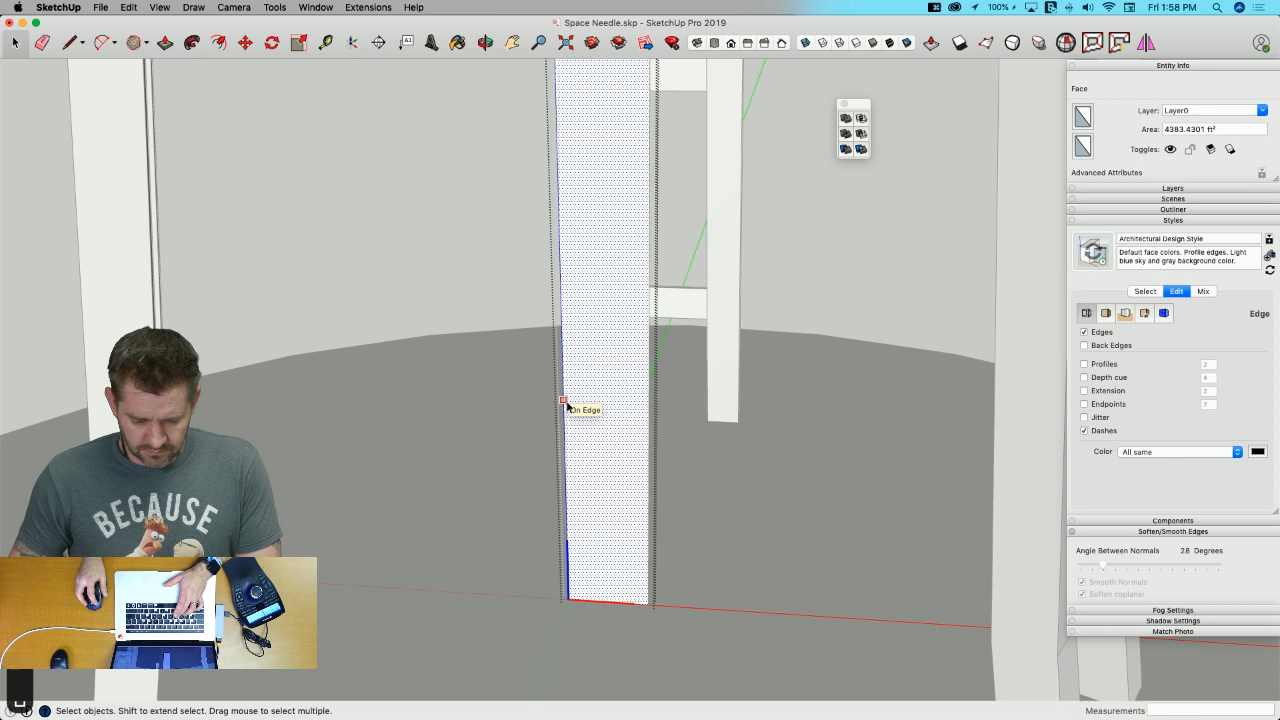 SketchUp File Edit View Draw Camera Tools Window Extensions Help
100% Fri 1:58 PM
Space Needle.skp - SketchUp Pro 2019
Entity Info
Face
Layer: Layer0
Area: 4383.4301 ft²
Toggles:
Advanced Attributes
Layers
Scenes
Outliner
Styles
Architectural Design Style
Default face colors. Profile edges. Light
blue sky and gray background color.
Select Edit Mix
Edge
Edges
Back Edges
Profiles 2
Depth cue 4
Extension 2
Endpoints 7
Jitter
Dashes
Color All same
Components
Soften/Smooth Edges
Angle Between Normals 28 Degrees
Smooth Normals
Soften coplanar
Fog Settings
Shadow Settings
Match Photo
On Edge
BECAUSE
Select objects. Shift to extend select. Drag mouse to select multiple.
Measurements